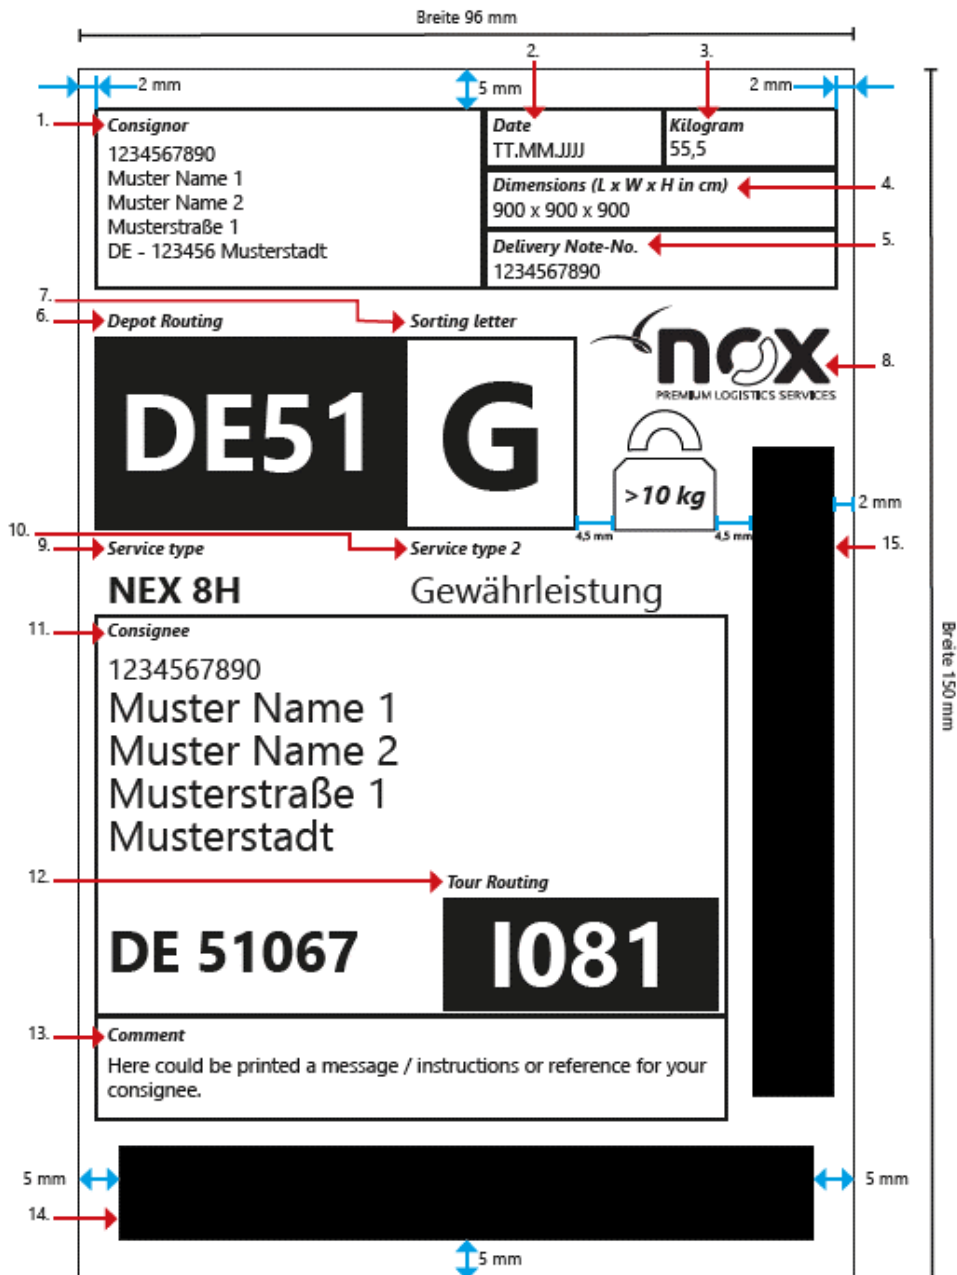 Breite 96 mm
2.
3.
2 mm
5 mm
2 mm
1.
Consignor
1234567890
Muster Name 1
Muster Name 2
Musterstraße 1
DE - 123456 Musterstadt
Date
TT.MM.JJJJ
Kilogram
55,5
Dimensions (L x W x H in cm)
900 x 900 x 900
4.
Delivery Note-No.
1234567890
5.
7.
6.
Depot Routing
Sorting letter
DE51
G
nox
PREMIUM LOGISTICS SERVICES
8.
>10 kg
4,5 mm
4,5 mm
2 mm
15.
10.
9.
Service type
Service type 2
NEX 8H
Gewährleistung
11.
Consignee
1234567890
Muster Name 1
Muster Name 2
Musterstraße 1
Musterstadt
Breite 150 mm
12.
Tour Routing
DE 51067
I081
13.
Comment
Here could be printed a message / instructions or reference for your
consignee.
5 mm
5 mm
14.
5 mm